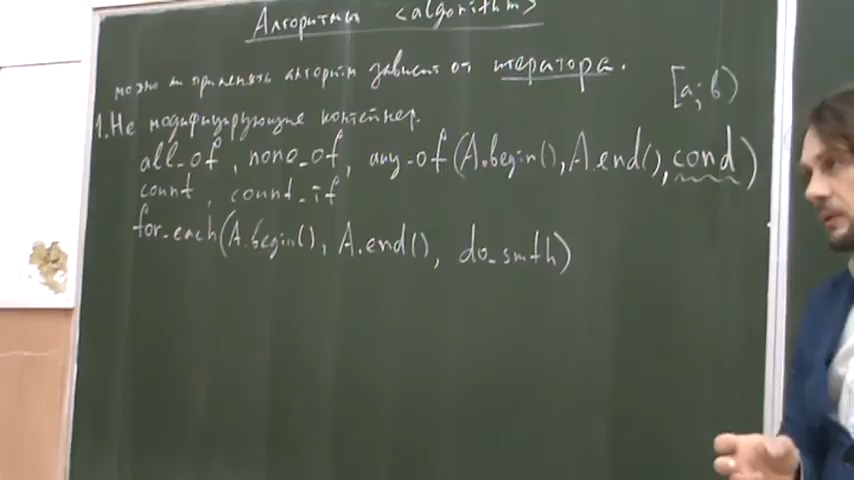 Алгоритмы <algorithm>
можно ли применять алгоритм зависит от итератора. [a; b)
1. Не модифицирующие контейнер.
all_of, none_of, any_of(A.begin(), A.end(), cond)
count, count_if
for_each(A.begin(), A.end(), do_smth)